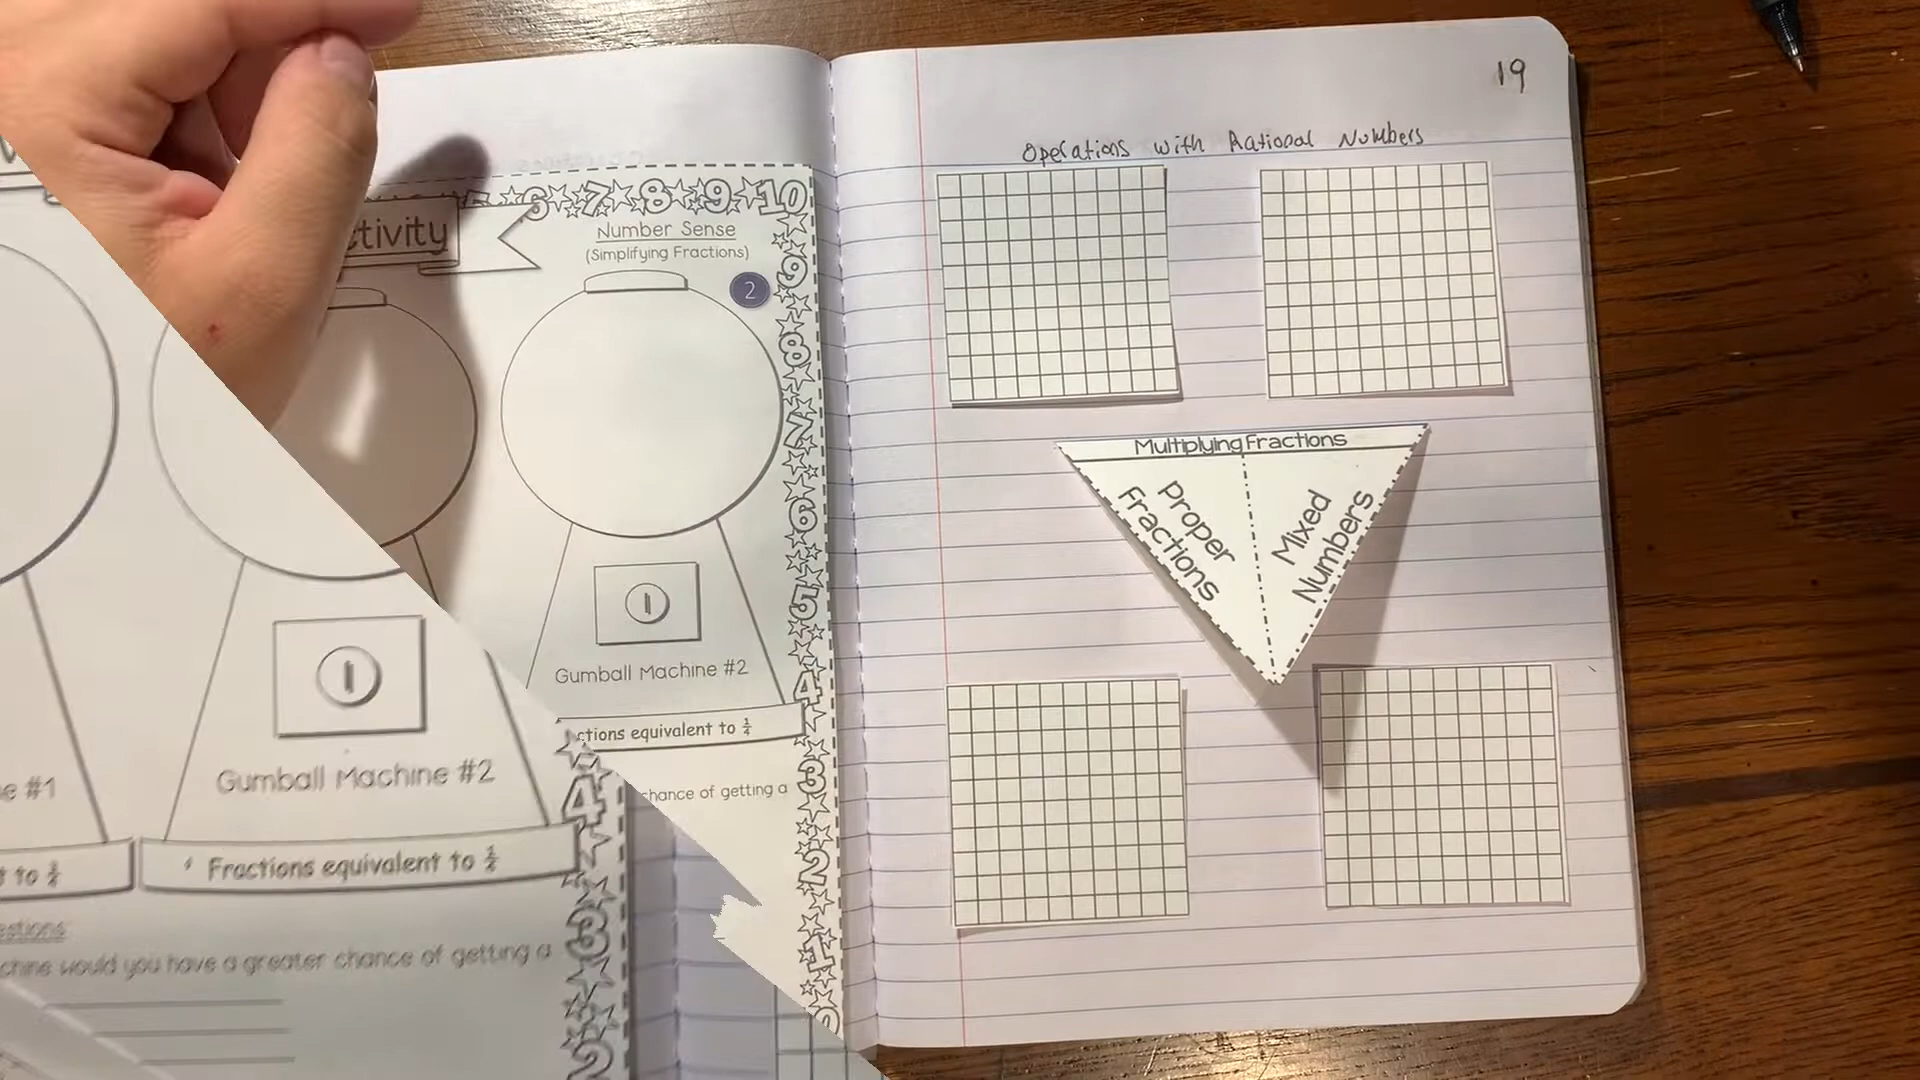 19
Operations with Rational Numbers
6 7 8 9 10
ctivity
Number Sense
(Simplifying Fractions)
2
9
8
7
6
5
4
3
2
1
0
Gumball Machine #2
ctions equivalent to ¼
chance of getting a
Multiplying Fractions
Proper
Fractions
Mixed
Numbers
e #1
Gumball Machine #2
to
Fractions equivalent to
stions:
chine would you have a greater chance of getting a
4
3
2